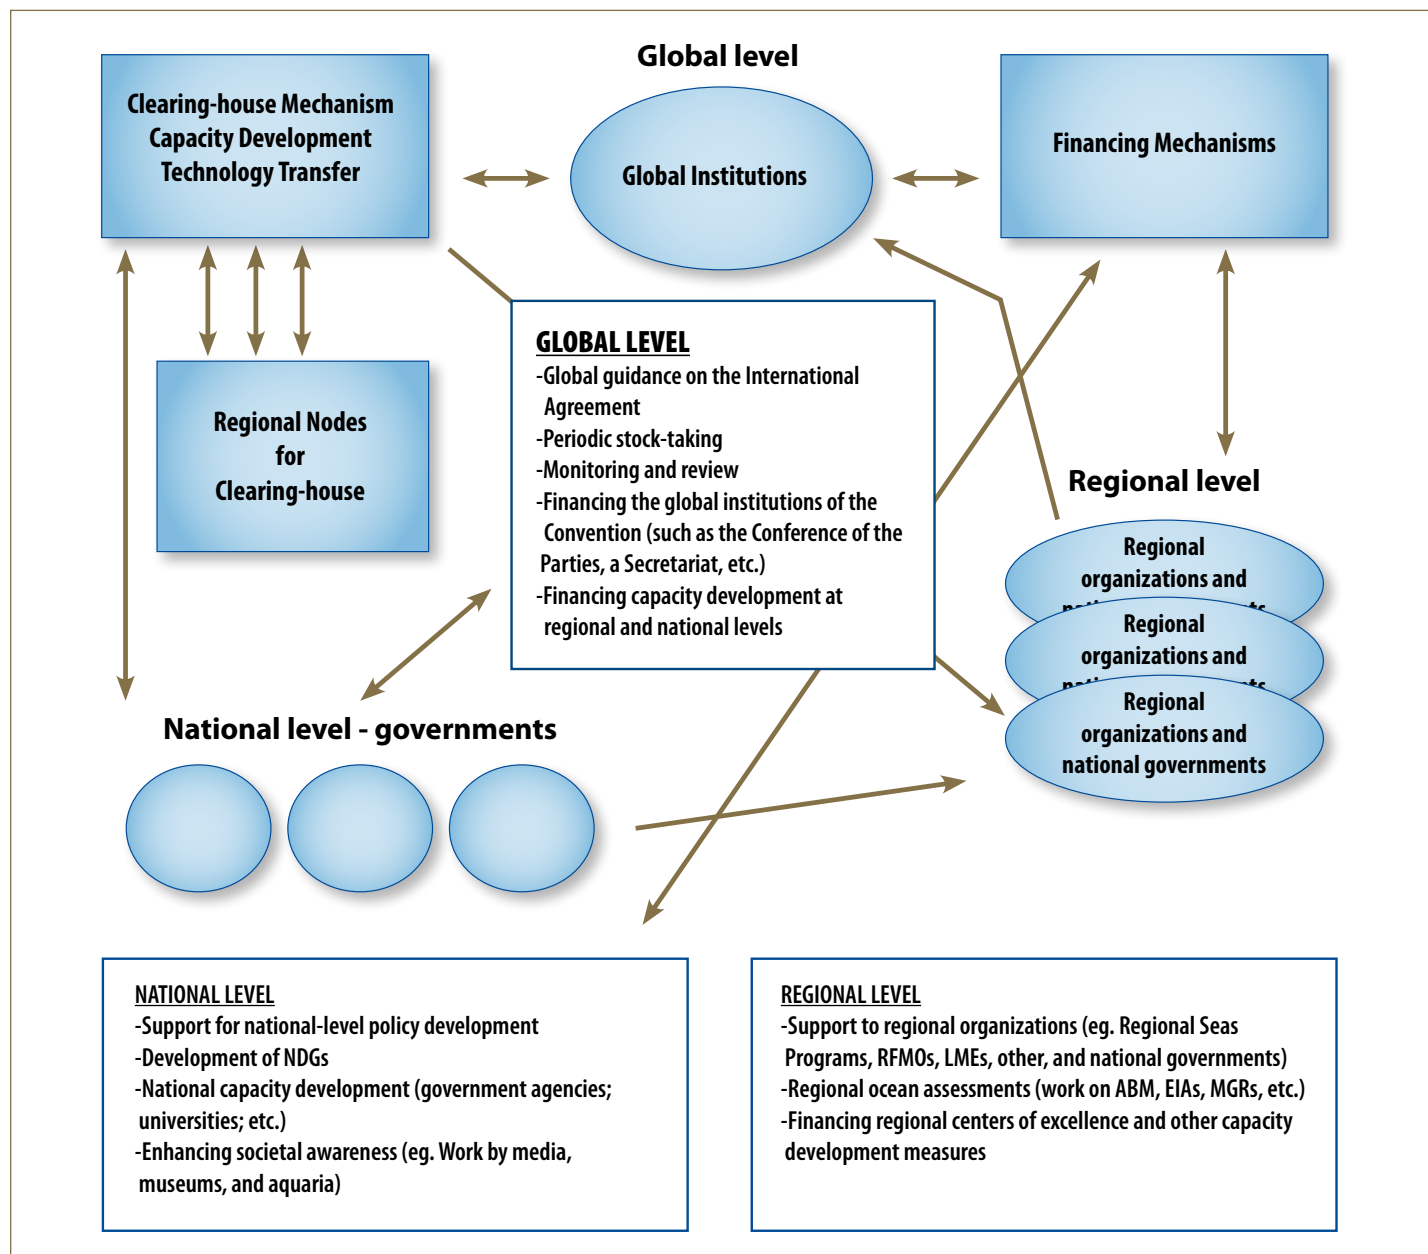 Global level
Clearing-house Mechanism
Capacity Development
Technology Transfer
Global Institutions
Financing Mechanisms
Regional Nodes
for
Clearing-house
GLOBAL LEVEL
-Global guidance on the International
Agreement
-Periodic stock-taking
-Monitoring and review
-Financing the global institutions of the
Convention (such as the Conference of the
Parties, a Secretariat, etc.)
-Financing capacity development at
regional and national levels
Regional level
Regional
organizations and
Regional
organizations and
Regional
organizations and
national governments
National level - governments
NATIONAL LEVEL
-Support for national-level policy development
-Development of NDGs
-National capacity development (government agencies;
universities; etc.)
-Enhancing societal awareness (eg. Work by media,
museums, and aquaria)
REGIONAL LEVEL
-Support to regional organizations (eg. Regional Seas
Programs, RFMOs, LMEs, other, and national governments)
-Regional ocean assessments (work on ABM, EIAs, MGRs, etc.)
-Financing regional centers of excellence and other capacity
development measures